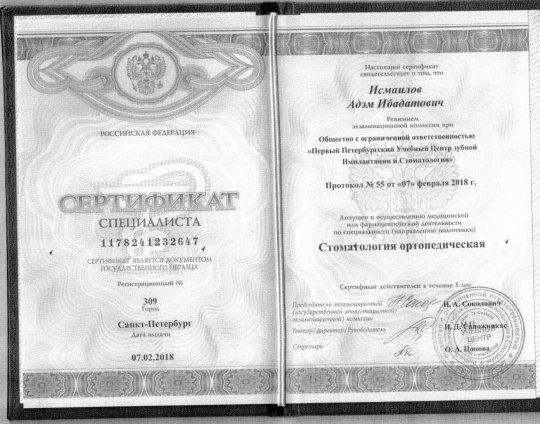 РОССИЙСКАЯ ФЕДЕРАЦИЯ
СЕРТИФИКАТ
СПЕЦИАЛИСТА
1178241232647
СЕРТИФИКАТ ЯВЛЯЕТСЯ ДОКУМЕНТОМ
ГОСУДАРСТВЕННОГО ОБРАЗЦА
Регистрационный №
309
Город
Санкт-Петербург
Дата выдачи
07.02.2018
Настоящий сертификат
свидетельствует о том, что
Исмаилов
Адэм Ибадатович
Решением
экзаменационной комиссии при
Общество с ограниченной ответственностью
«Первый Петербургский Учебный Центр зубной
Имплантации и Стоматологии»
Протокол № 55 от «07» февраля 2018 г.
Допущен к осуществлению медицинской
или фармацевтической деятельности
по специальности (направлению подготовки)
Стоматология ортопедическая
Сертификат действителен в течение 5 лет.
Председатель экзаменационной
(государственной аттестационной)
экзаменационной) комиссии
Н. А. Соколович
Ректор/Директор/Руководитель
И. Д. Сапожникас
Секретарь
О. А. Попова
УЧЕБНЫЙ
ЦЕНТР